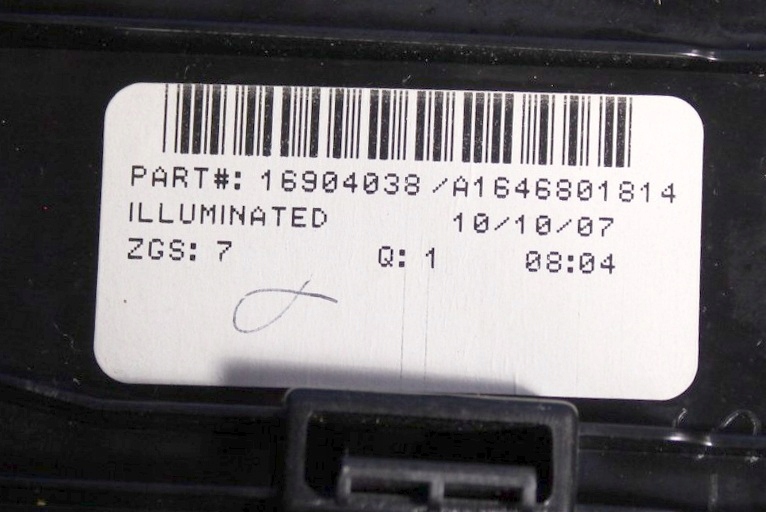 PART#: 16904038/A1646801814
ILLUMINATED 10/10/07
ZGS: 7 Q: 1 08:04